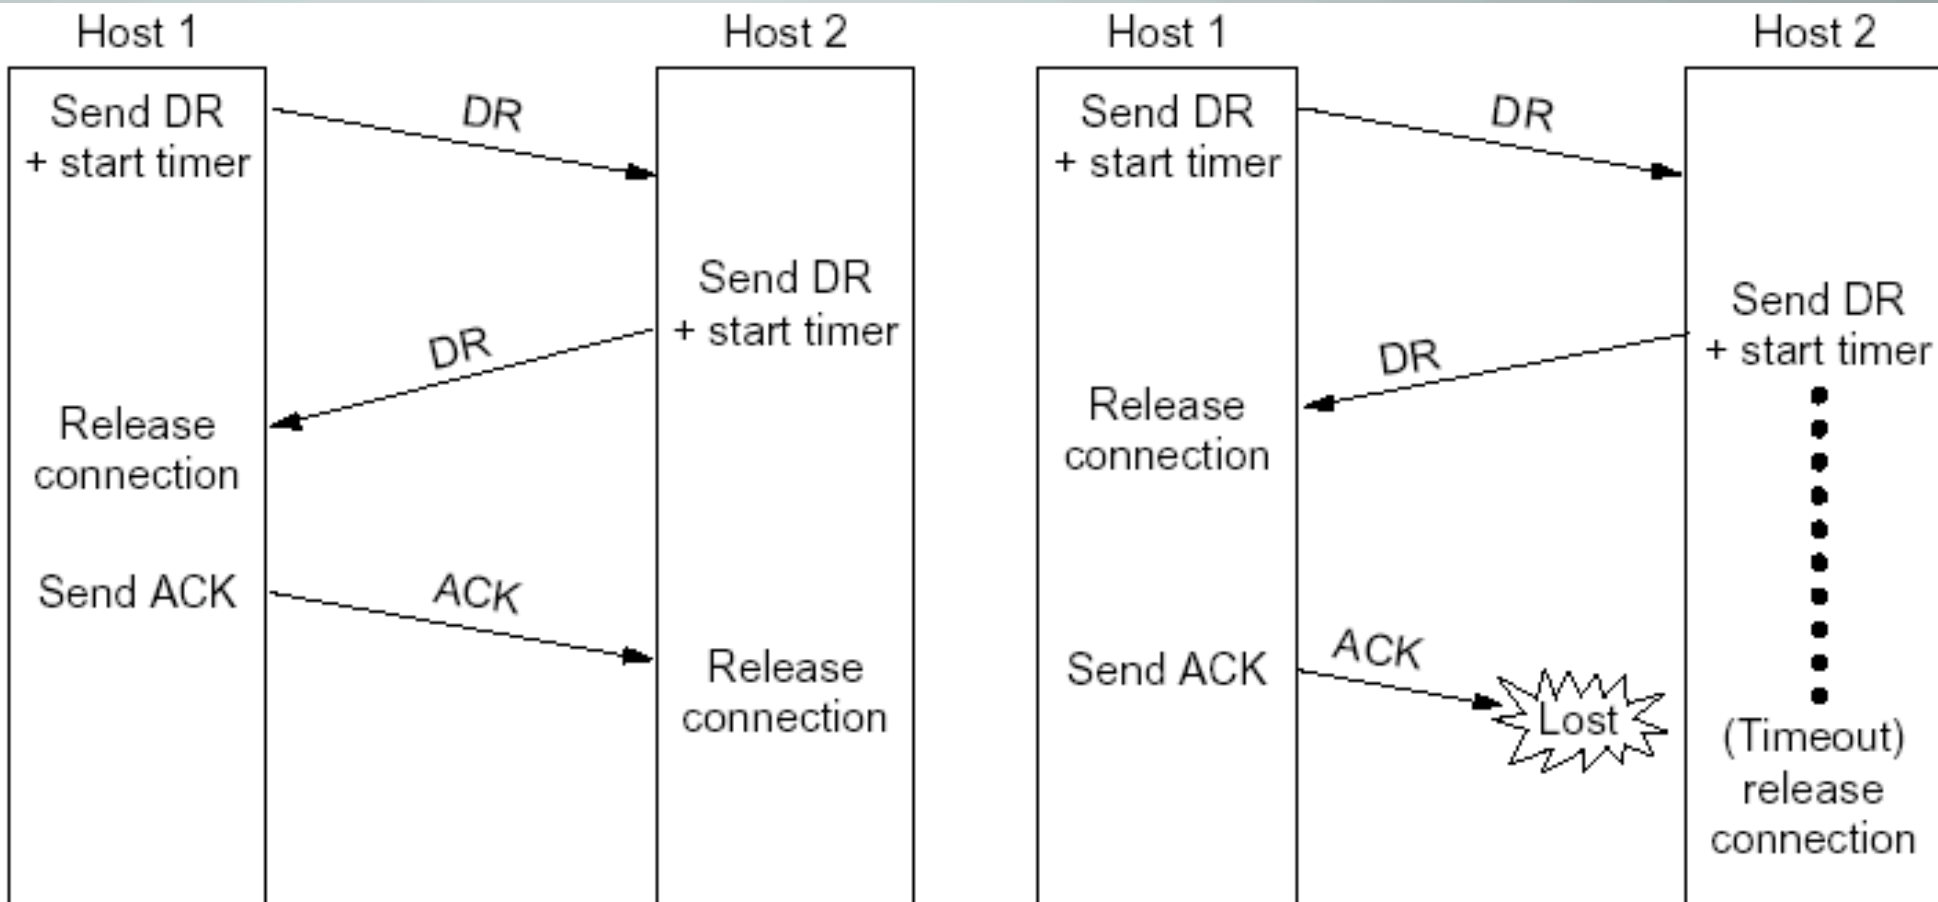 Host 1
Host 2
Send DR
+ start timer
DR
Send DR
+ start timer
DR
Release
connection
Send ACK
ACK
Release
connection
Host 1
Host 2
Send DR
+ start timer
DR
Send DR
+ start timer
DR
Release
connection
Send ACK
ACK
Lost
(Timeout)
release
connection